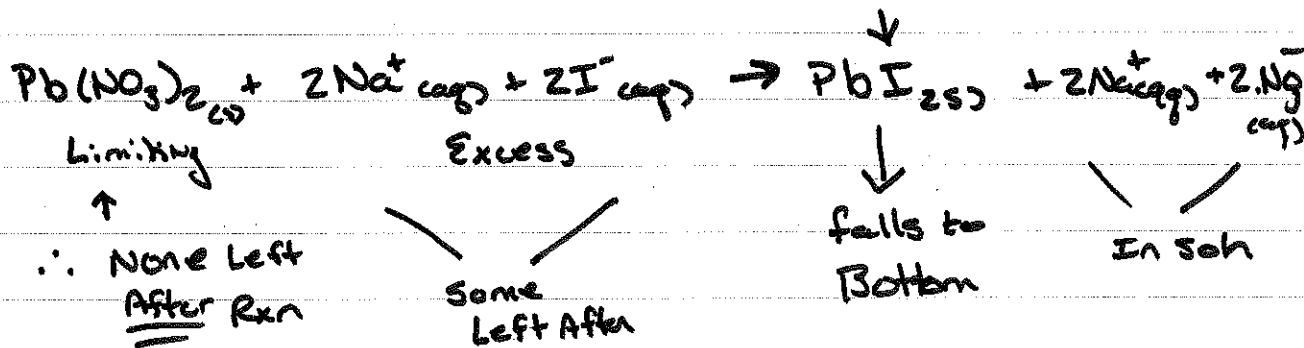 Pb(NO₃)₂(s) + 2Na⁺(aq) + 2I⁻(aq) → PbI₂(s) + 2Na⁺(aq) + 2NO₃⁻(aq)
Limiting Excess
∴ None Left After Rxn
Some Left After
falls to Bottom
In soln